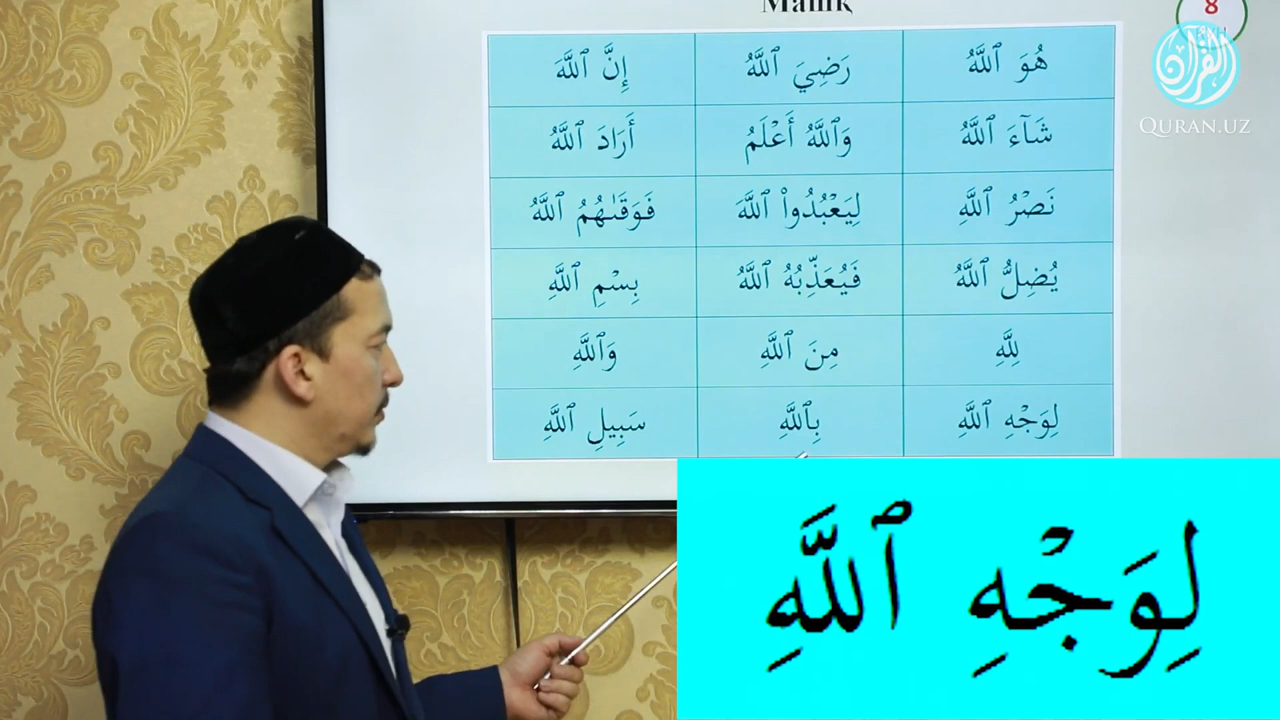 Машқ
8
القرآن
QURAN.UZ
هُوَ ٱللَّهُ رَضِيَ ٱللَّهُ إِنَّ ٱللَّهَ
شَآءَ ٱللَّهُ وَٱللَّهُ أَعْلَمُ أَرَادَ ٱللَّهُ
نَصْرُ ٱللَّهِ لِيَعْبُدُوا۟ ٱللَّهَ فَوَقَىٰهُمُ ٱللَّهُ
يُضِلُّ ٱللَّهُ فَيُعَذِّبُهُ ٱللَّهُ بِسْمِ ٱللَّهِ
لِلَّهِ مِنَ ٱللَّهِ وَٱللَّهِ
لِوَجْهِ ٱللَّهِ بِٱللَّهِ سَبِيلِ ٱللَّهِ
لِوَجْهِ ٱللَّهِ